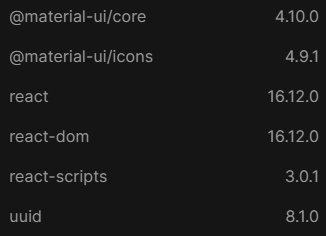 @material-ui/core 4.10.0
@material-ui/icons 4.9.1
react 16.12.0
react-dom 16.12.0
react-scripts 3.0.1
uuid 8.1.0